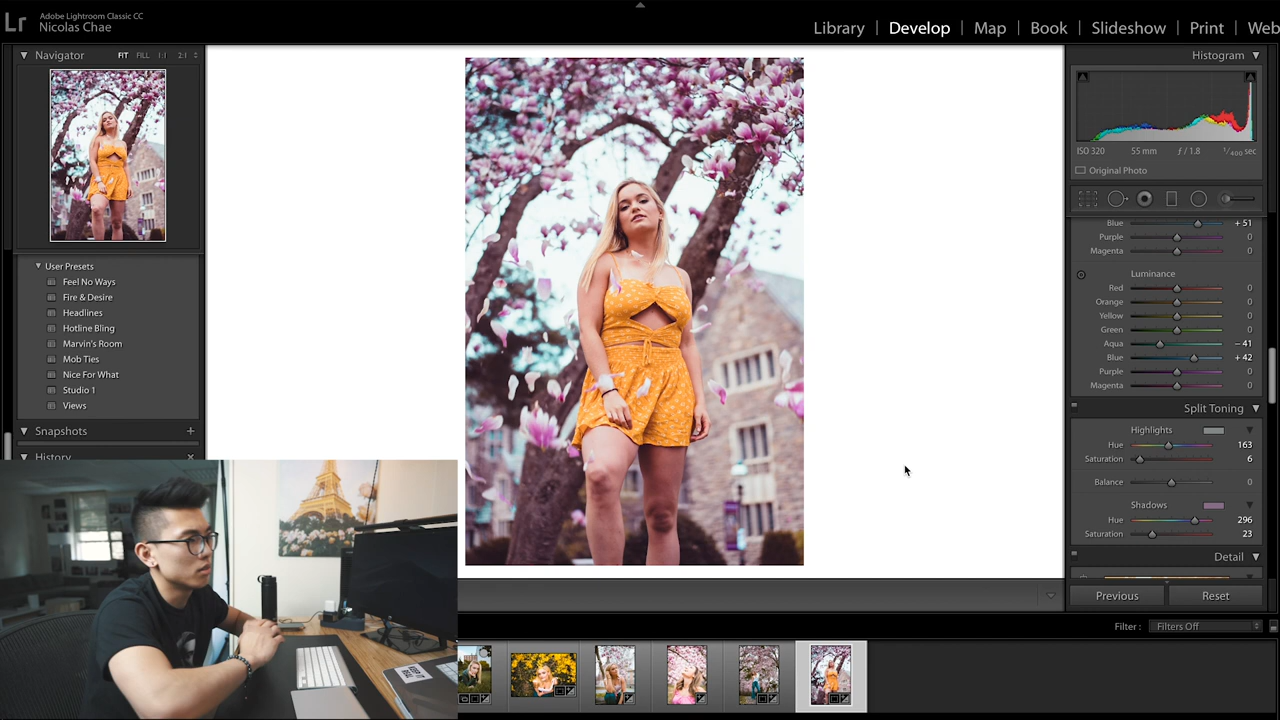 Lr
Adobe Lightroom Classic CC
Nicolas Chae
Library | Develop | Map | Book | Slideshow | Print | Web
Navigator FIT FILL 1:1 2:1
User Presets
Feel No Ways
Fire & Desire
Headlines
Hotline Bling
Marvin's Room
Mob Ties
Nice For What
Studio 1
Views
Snapshots +
History ×
Histogram
ISO 320 55 mm ƒ / 1.8 1/400 sec
Original Photo
Blue + 51
Purple 0
Magenta 0
Luminance
Red 0
Orange 0
Yellow 0
Green 0
Aqua – 41
Blue + 42
Purple 0
Magenta 0
Split Toning
Highlights
Hue 163
Saturation 6
Balance 0
Shadows
Hue 296
Saturation 23
Detail
Previous Reset
Filter : Filters Off